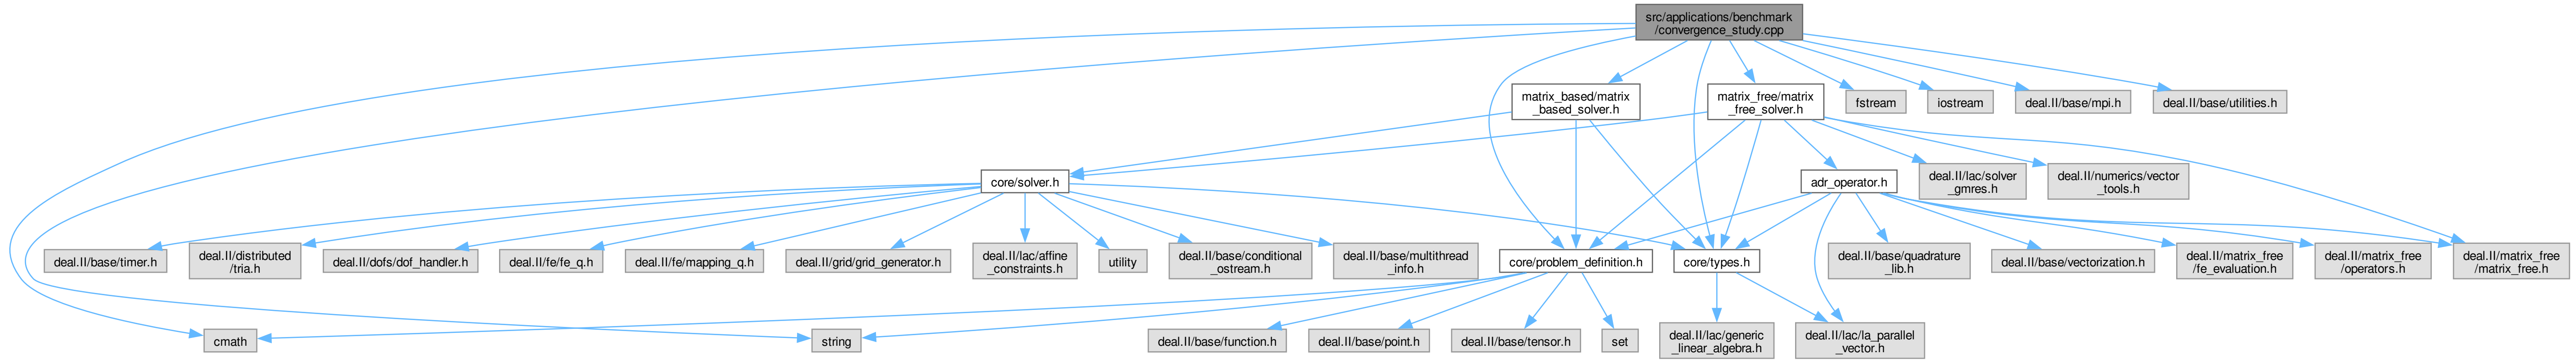 src/applications/benchmark
/convergence_study.cpp
matrix_based/matrix
_based_solver.h
matrix_free/matrix
_free_solver.h
fstream
iostream
deal.II/base/mpi.h
deal.II/base/utilities.h
core/solver.h
adr_operator.h
deal.II/lac/solver
_gmres.h
deal.II/numerics/vector
_tools.h
deal.II/base/timer.h
deal.II/distributed
/tria.h
deal.II/dofs/dof_handler.h
deal.II/fe/fe_q.h
deal.II/fe/mapping_q.h
deal.II/grid/grid_generator.h
deal.II/lac/affine
_constraints.h
utility
deal.II/base/conditional
_ostream.h
deal.II/base/multithread
_info.h
core/problem_definition.h
core/types.h
deal.II/base/quadrature
_lib.h
deal.II/base/vectorization.h
deal.II/matrix_free
/fe_evaluation.h
deal.II/matrix_free
/operators.h
deal.II/matrix_free
/matrix_free.h
cmath
string
deal.II/base/function.h
deal.II/base/point.h
deal.II/base/tensor.h
set
deal.II/lac/generic
_linear_algebra.h
deal.II/lac/la_parallel
_vector.h